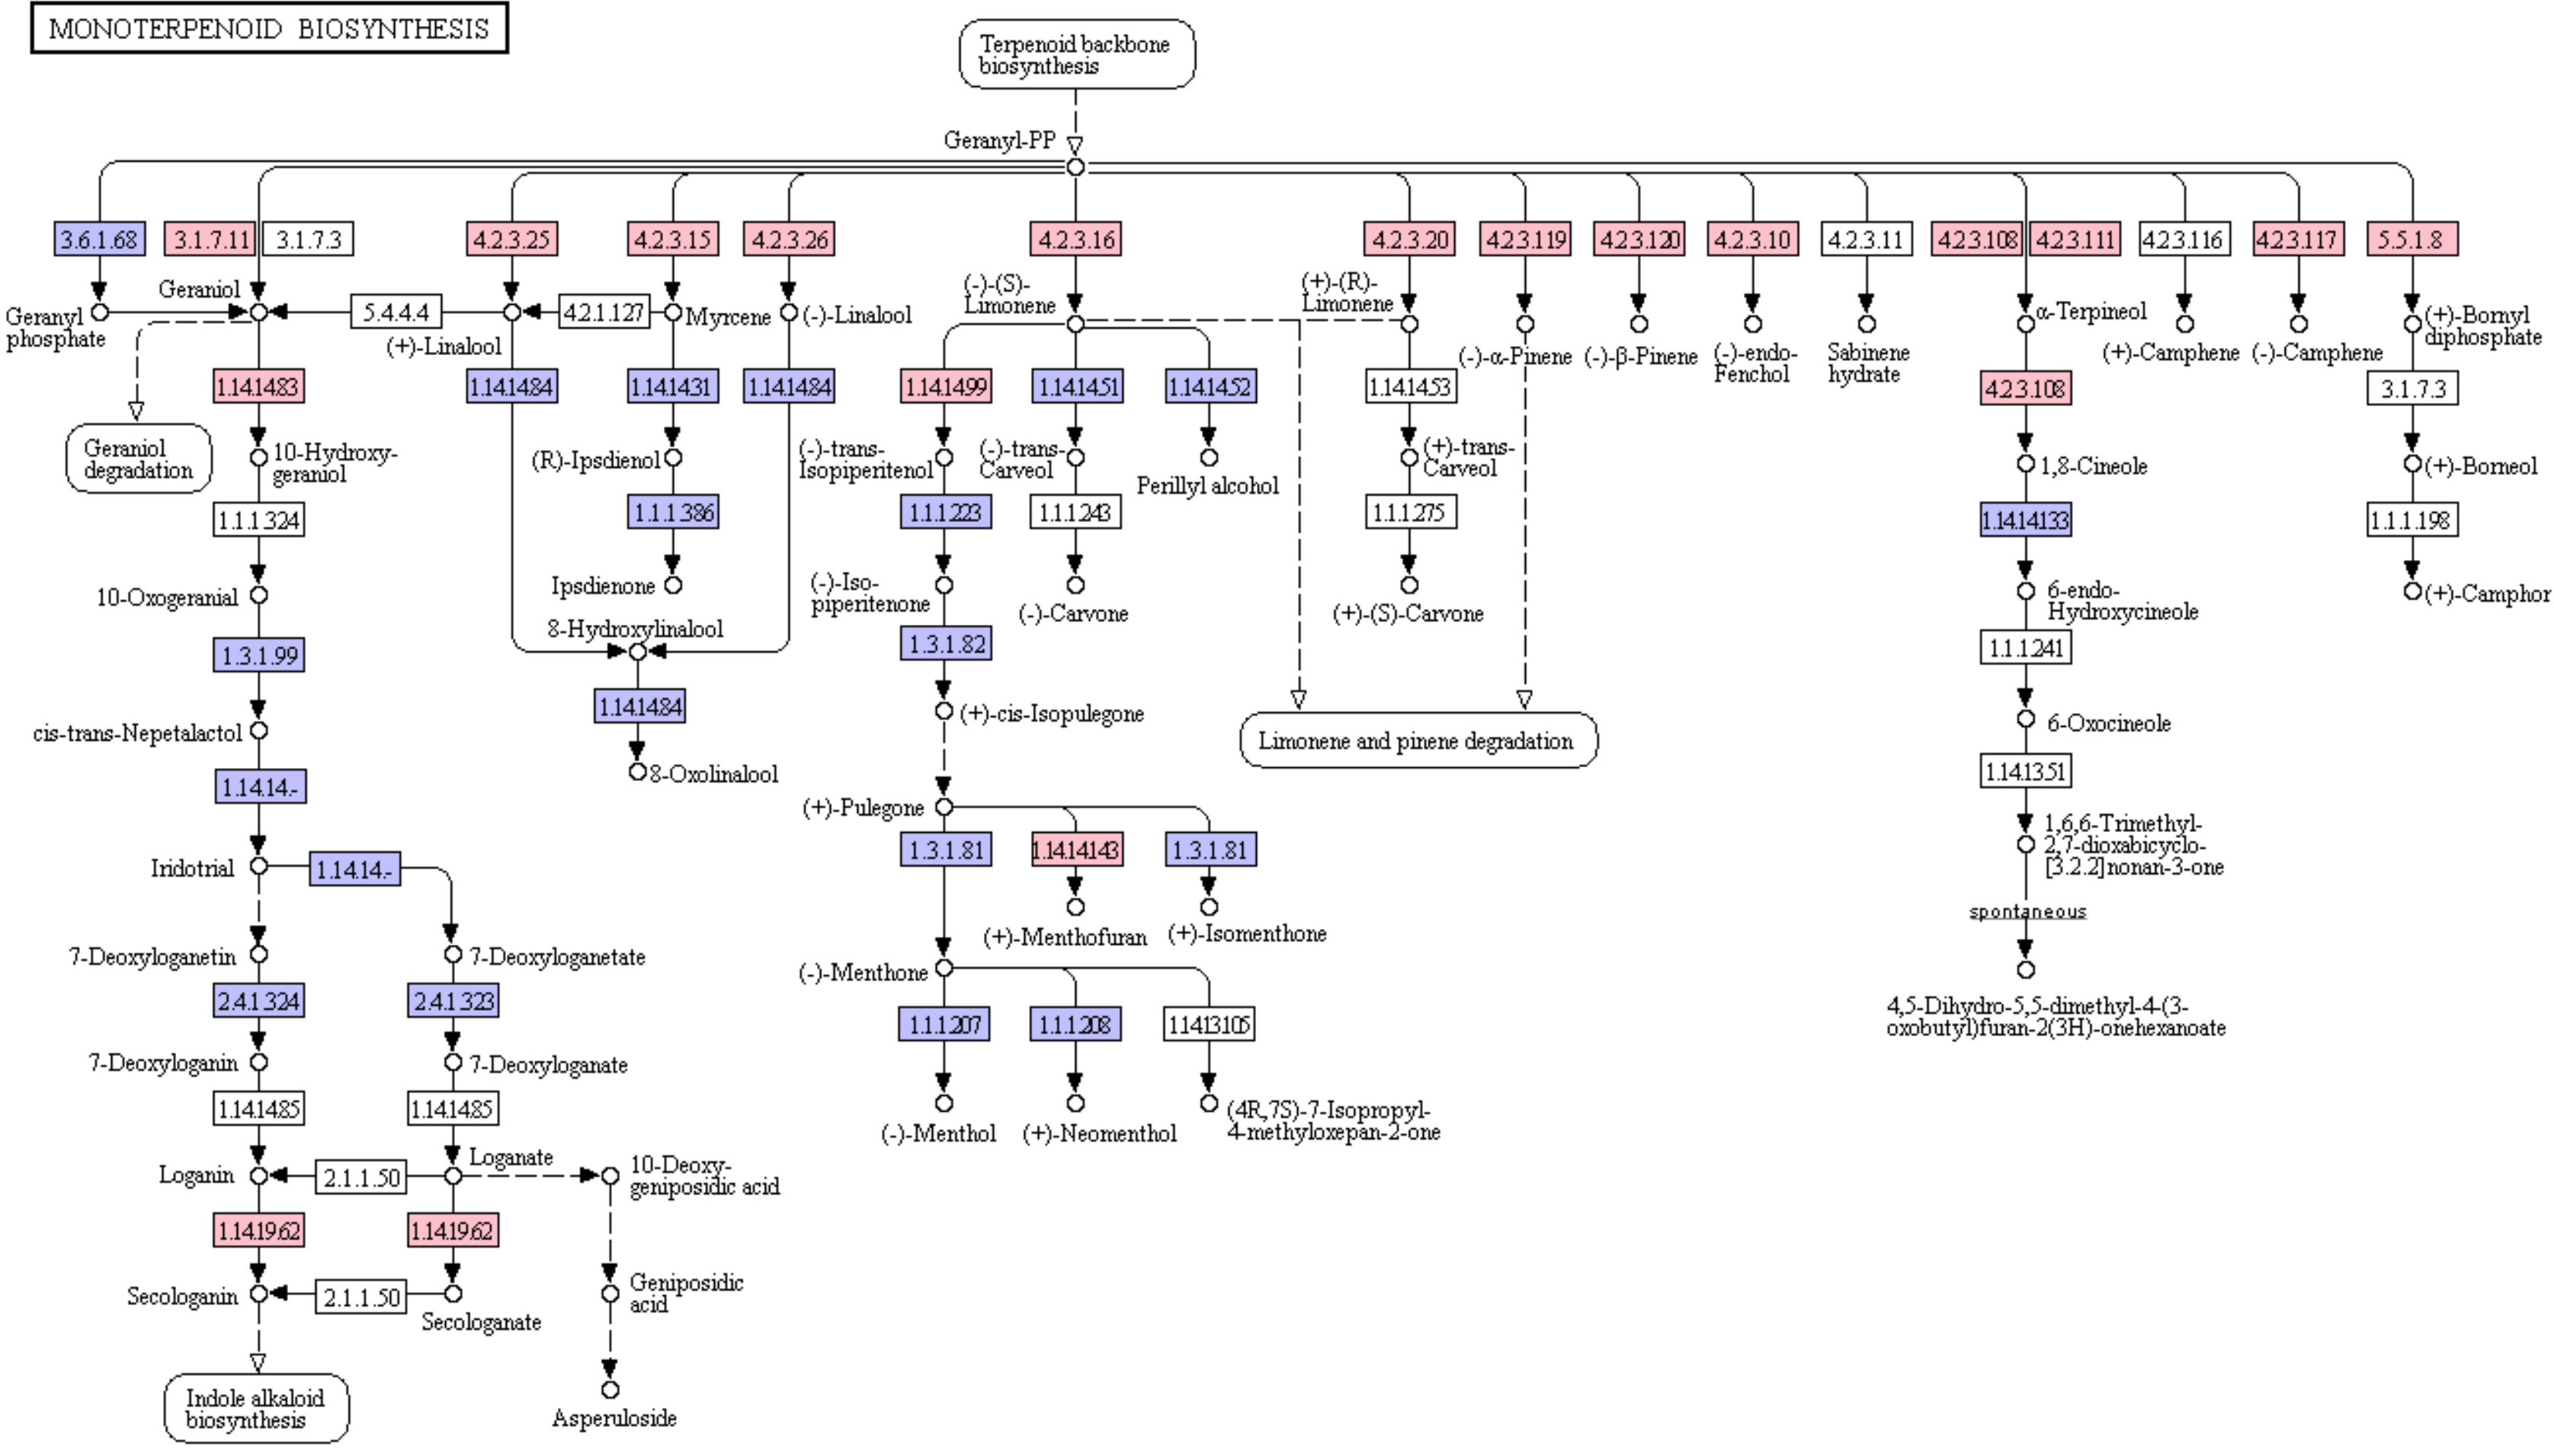 MONOTERPENOID BIOSYNTHESIS
Terpenoid backbone
biosynthesis
Geranyl-PP
3.6.1.68
3.1.7.11
3.1.7.3
4.2.3.25
4.2.3.15
4.2.3.26
4.2.3.16
4.2.3.20
4.2.3.119
4.2.3.120
4.2.3.10
4.2.3.11
4.2.3.108
4.2.3.111
4.2.3.116
4.2.3.117
5.5.1.8
Geranyl
phosphate
Geraniol
5.4.4.4
(+)-Linalool
4.2.1.127
Myrcene
(-)-Linalool
(-)-(S)-
Limonene
(+)-(R)-
Limonene
(-)-α-Pinene
(-)-β-Pinene
(-)-endo-
Fenchol
Sabinene
hydrate
α-Terpineol
(+)-Camphene
(-)-Camphene
(+)-Bornyl
diphosphate
1.14.14.83
1.14.14.84
1.14.14.31
1.14.14.84
1.14.14.99
1.14.14.51
1.14.14.52
1.14.14.53
4.2.3.108
3.1.7.3
Geraniol
degradation
10-Hydroxy-
geraniol
(R)-Ipsdienol
(-)-trans-
Isopiperitenol
(-)-trans-
Carveol
Perillyl alcohol
(+)-trans-
Carveol
1,8-Cineole
(+)-Borneol
1.1.1.324
1.1.1.386
1.1.1.223
1.1.1.243
1.1.1.275
1.14.14.133
1.1.1.198
10-Oxogeranial
Ipsdienone
(-)-Iso-
piperitenone
(-)-Carvone
(+)-(S)-Carvone
6-endo-
Hydroxycineole
(+)-Camphor
1.3.1.99
8-Hydroxylinalool
1.3.1.82
1.1.1.241
cis-trans-Nepetalactol
1.14.14.84
(+)-cis-Isopulegone
Limonene and pinene degradation
6-Oxocineole
1.14.14.-
8-Oxolinalool
1.14.13.51
(+)-Pulegone
1.3.1.81
1.14.14.143
1.3.1.81
1,6,6-Trimethyl-
2,7-dioxabicyclo-
[3.2.2]nonan-3-one
Iridotrial
1.14.14.-
spontaneous
(+)-Menthofuran
(+)-Isomenthone
7-Deoxyloganetin
7-Deoxyloganetate
(-)-Menthone
2.4.1.324
2.4.1.323
1.1.1.207
1.1.1.208
1.14.13.105
4,5-Dihydro-5,5-dimethyl-4-(3-
oxobutyl)furan-2(3H)-onehexanoate
7-Deoxyloganin
7-Deoxyloganate
1.14.14.85
1.14.14.85
(-)-Menthol
(+)-Neomenthol
(4R,7S)-7-Isopropyl-
4-methyloxepan-2-one
Loganin
2.1.1.50
Loganate
10-Deoxy-
geniposidic acid
1.14.19.62
1.14.19.62
Secologanin
2.1.1.50
Secologanate
Geniposidic
acid
Indole alkaloid
biosynthesis
Asperuloside